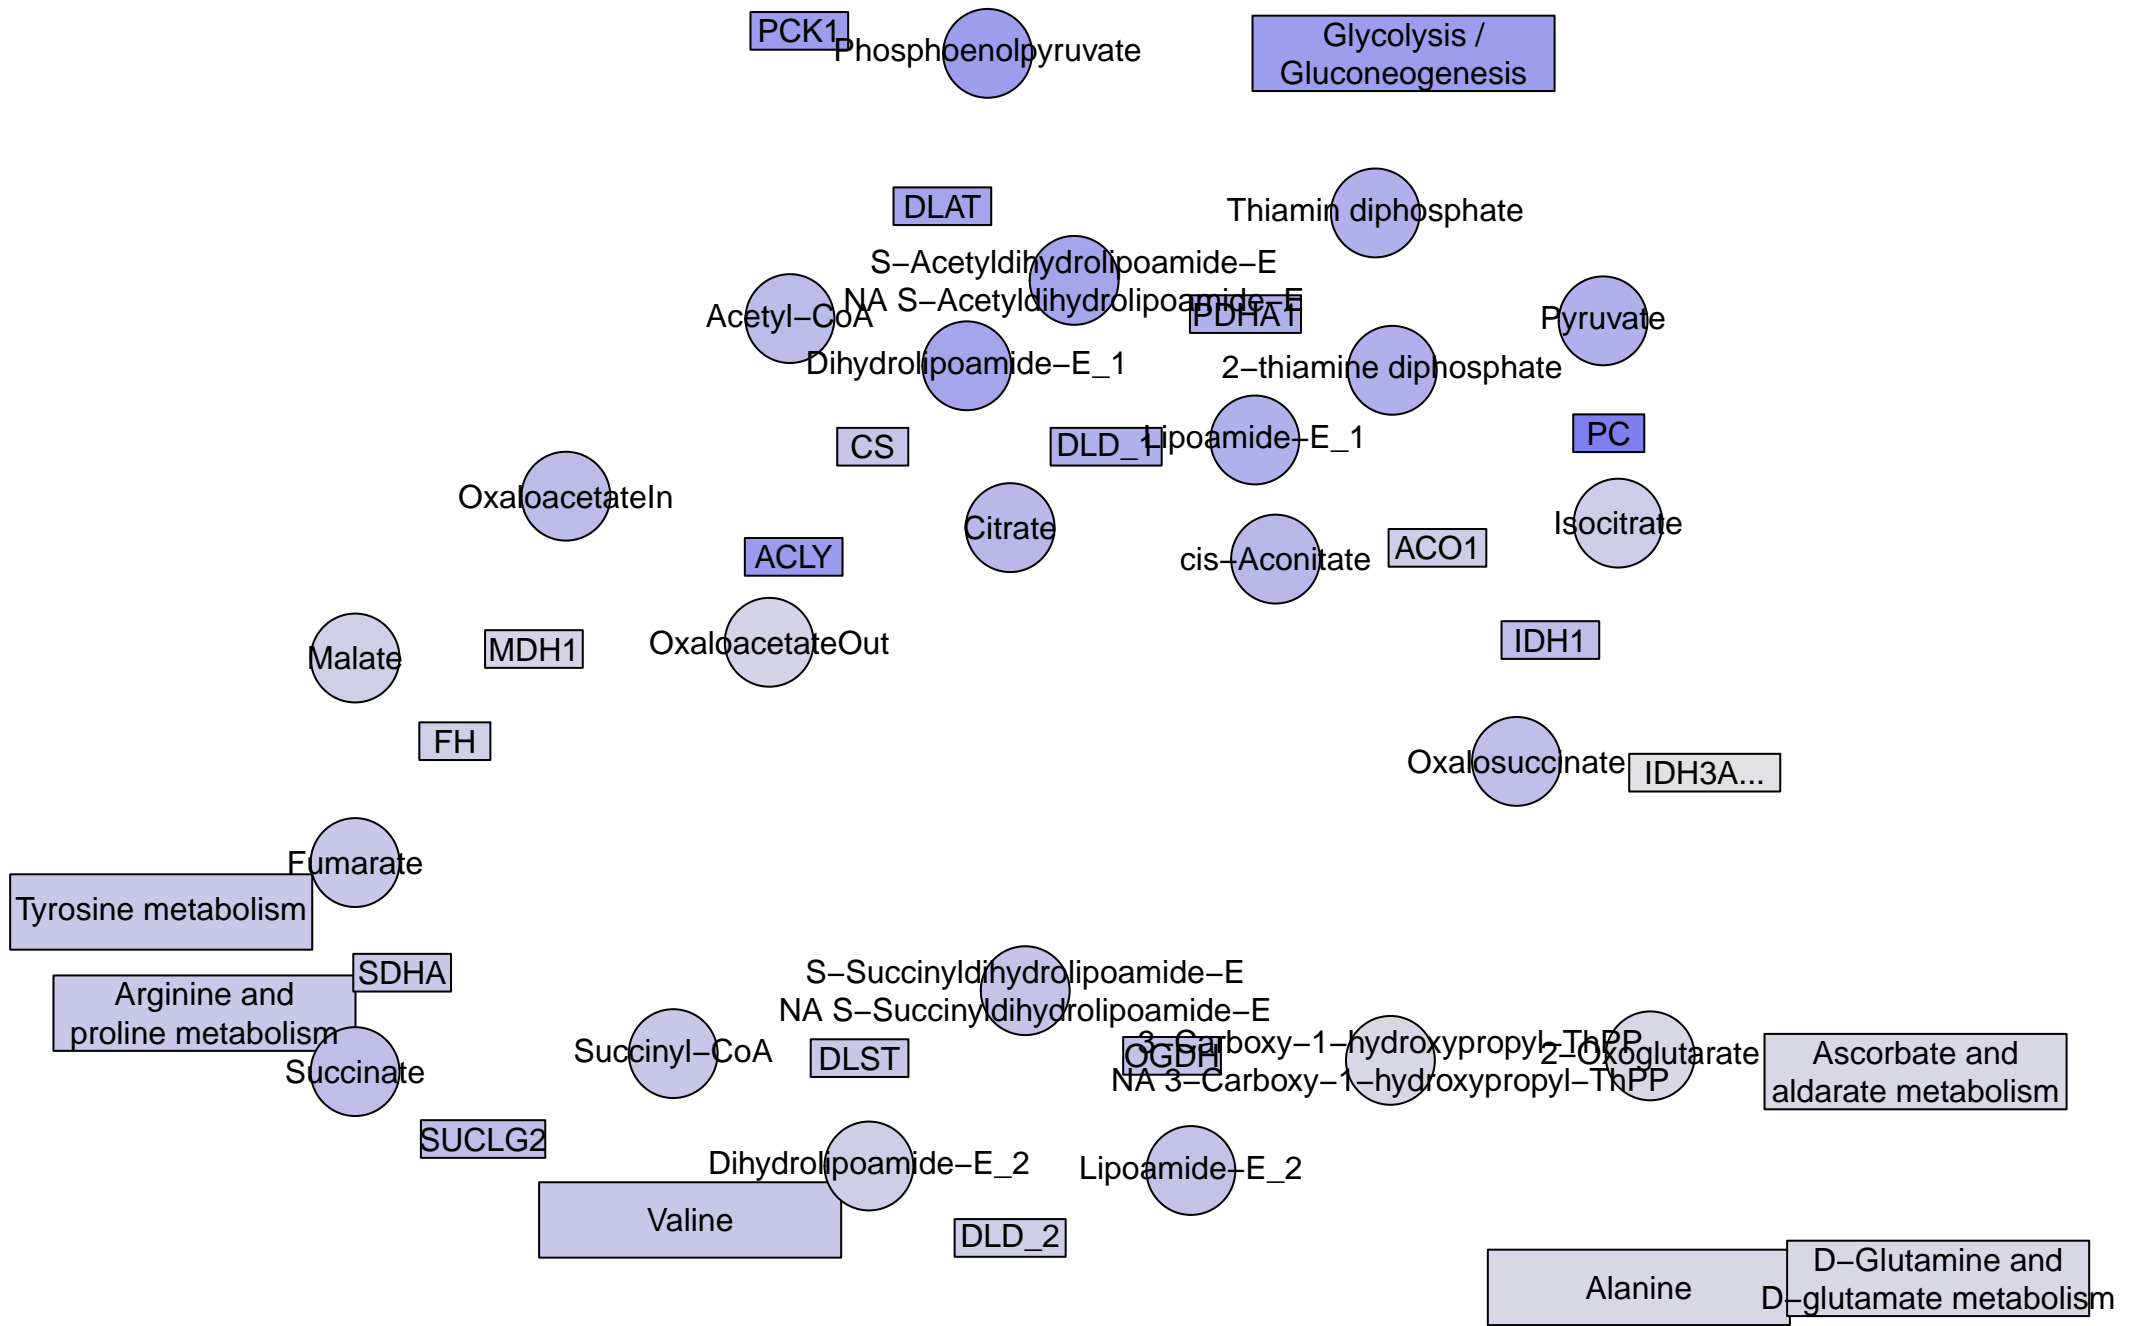 PCK1
Phosphoenolpyruvate
Glycolysis /
Gluconeogenesis
DLAT
Thiamin diphosphate
S−Acetyldihydrolipoamide−E
NA S−Acetyldihydrolipoamide−E
Acetyl−CoA
PDHA1
Pyruvate
Dihydrolipoamide−E_1
2−thiamine diphosphate
CS
DLD_1
Lipoamide−E_1
PC
OxaloacetateIn
Citrate
Isocitrate
ACLY
cis−Aconitate
ACO1
Malate
MDH1
OxaloacetateOut
IDH1
FH
Oxalosuccinate
IDH3A...
Fumarate
Tyrosine metabolism
SDHA
Arginine and
proline metabolism
S−Succinyldihydrolipoamide−E
NA S−Succinyldihydrolipoamide−E
Succinate
Succinyl−CoA
DLST
OGDH
3−Carboxy−1−hydroxypropyl−ThPP
NA 3−Carboxy−1−hydroxypropyl−ThPP
2−Oxoglutarate
Ascorbate and
aldarate metabolism
SUCLG2
Dihydrolipoamide−E_2
Lipoamide−E_2
Valine
DLD_2
Alanine
D−Glutamine and
D−glutamate metabolism